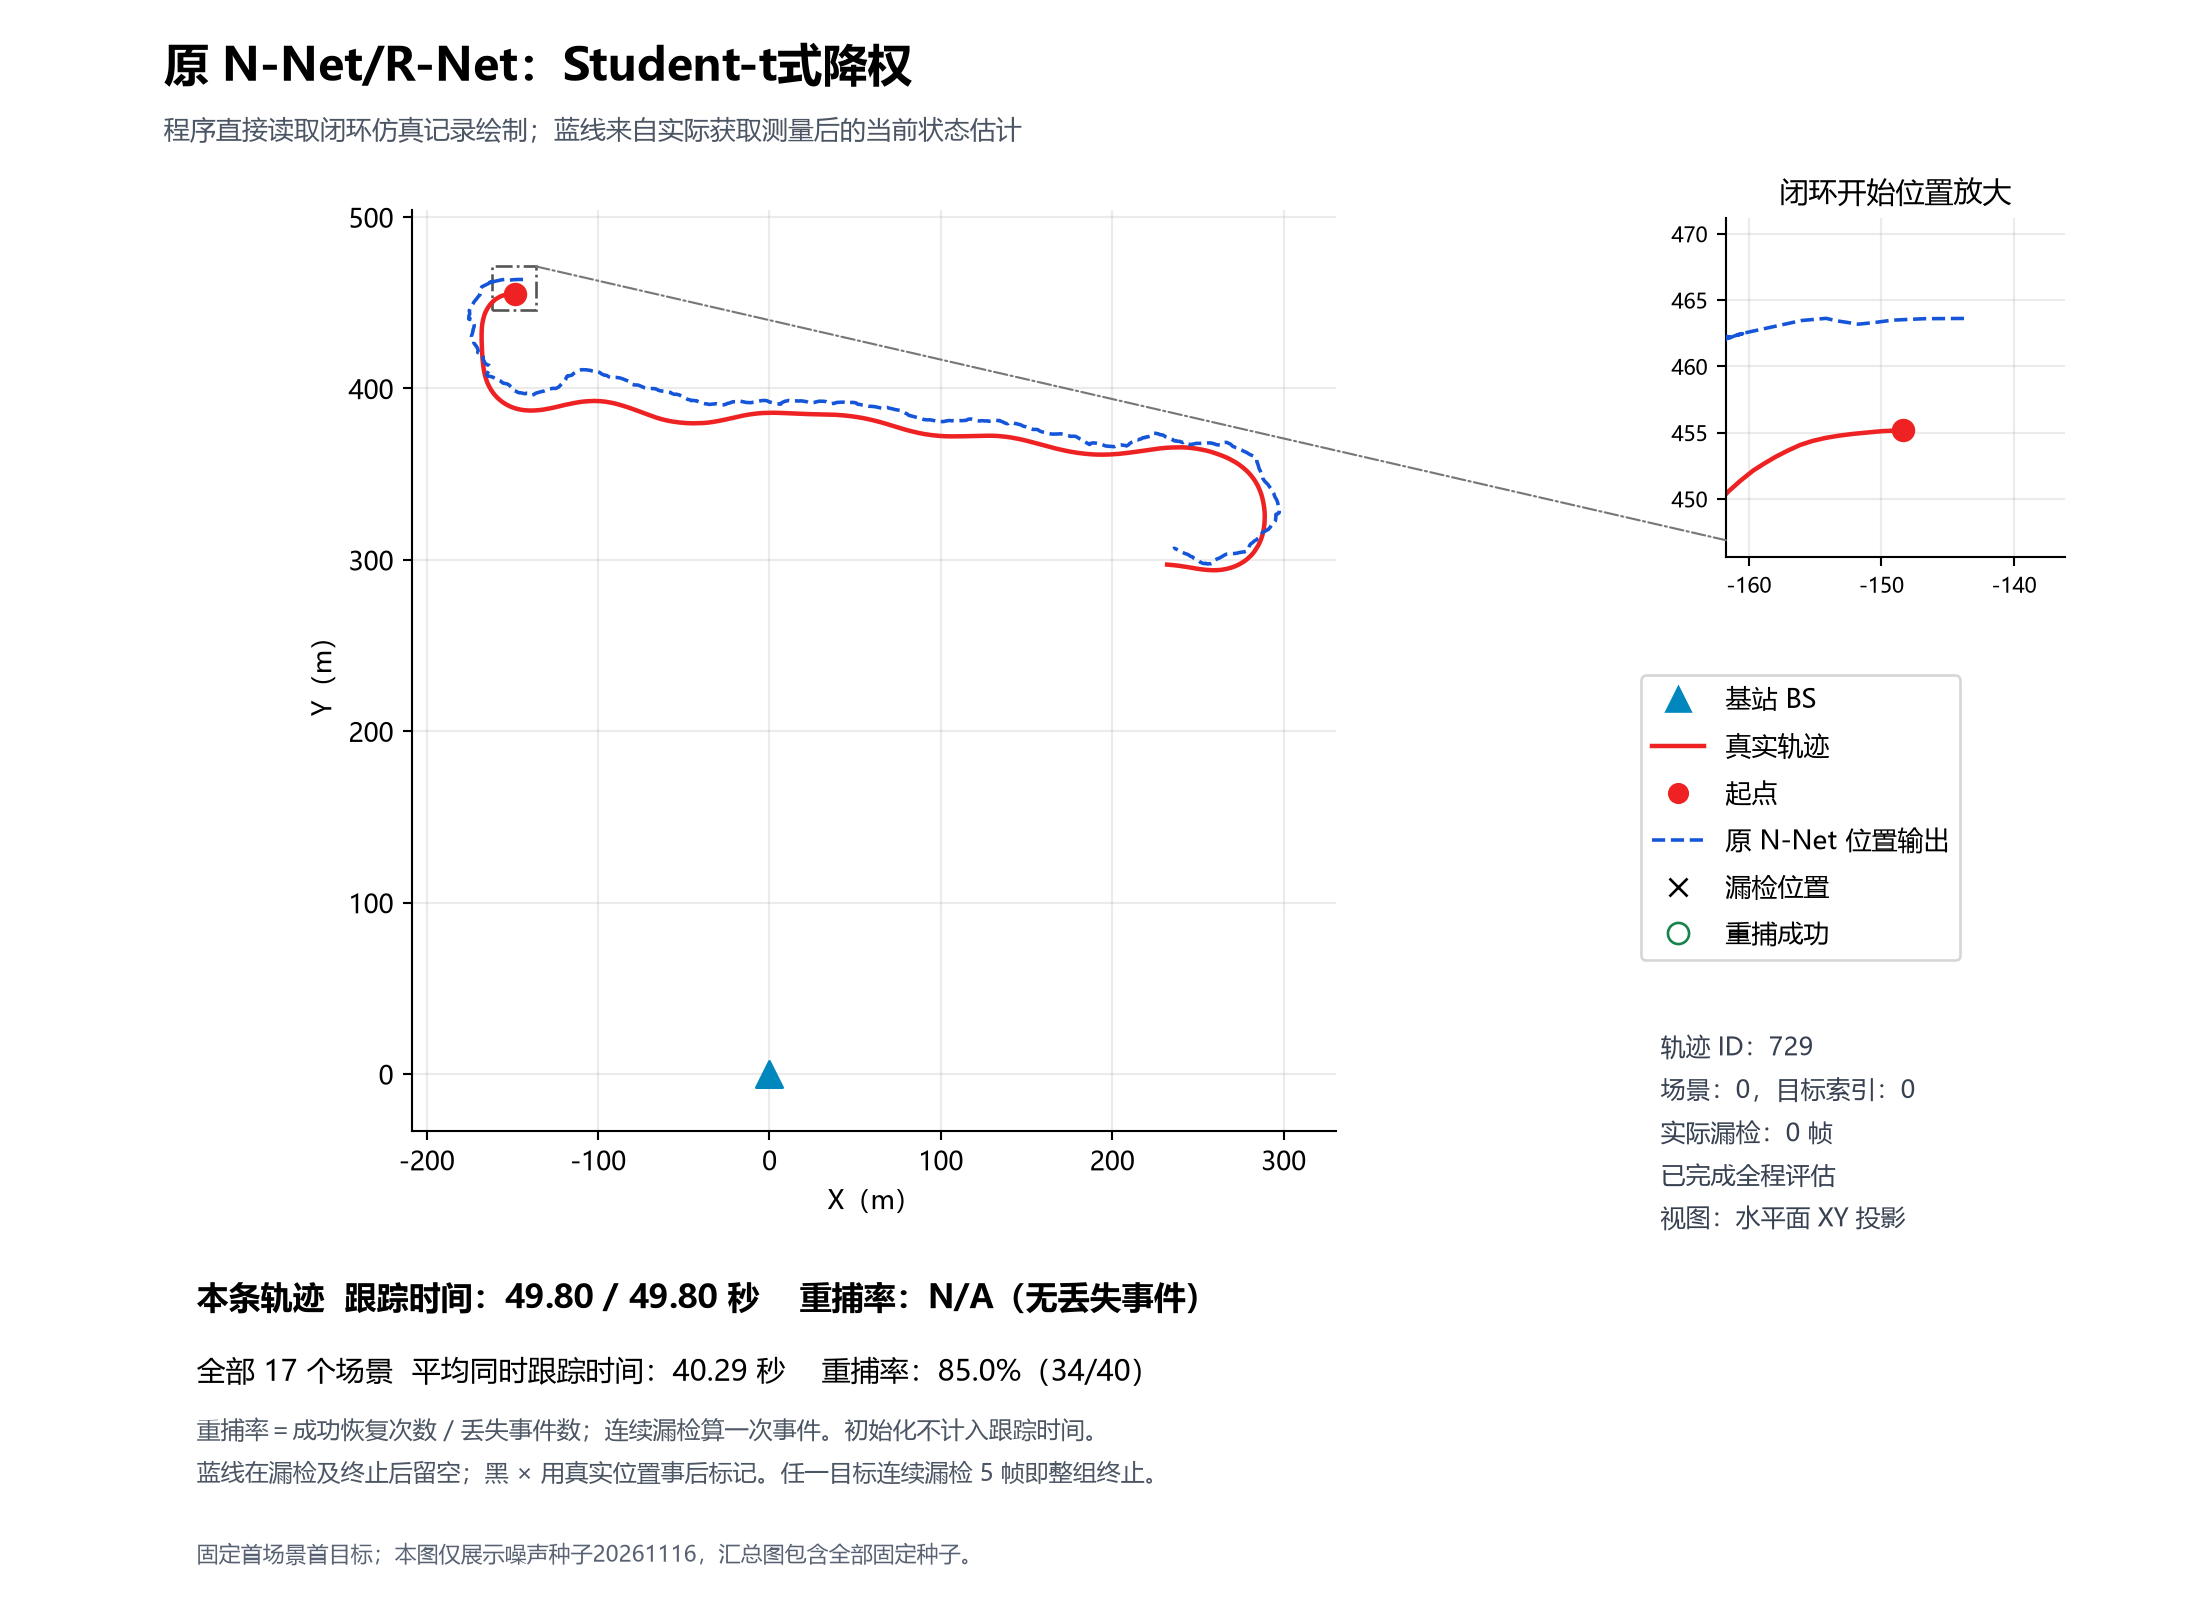 原 N-Net/R-Net：Student-t式降权
程序直接读取闭环仿真记录绘制；蓝线来自实际获取测量后的当前状态估计
闭环开始位置放大
470
465
460
455
450
-160
-150
-140
500
400
300
200
100
0
Y（m）
-200
-100
0
100
200
300
X（m）
基站 BS
真实轨迹
起点
原 N-Net 位置输出
漏检位置
重捕成功
轨迹 ID：729
场景：0，目标索引：0
实际漏检：0 帧
已完成全程评估
视图：水平面 XY 投影
本条轨迹 跟踪时间：49.80 / 49.80 秒 重捕率：N/A（无丢失事件）
全部 17 个场景 平均同时跟踪时间：40.29 秒 重捕率：85.0%（34/40）
重捕率 = 成功恢复次数 / 丢失事件数；连续漏检算一次事件。初始化不计入跟踪时间。
蓝线在漏检及终止后留空；黑 × 用真实位置事后标记。任一目标连续漏检 5 帧即整组终止。
固定首场景首目标；本图仅展示噪声种子20261116，汇总图包含全部固定种子。